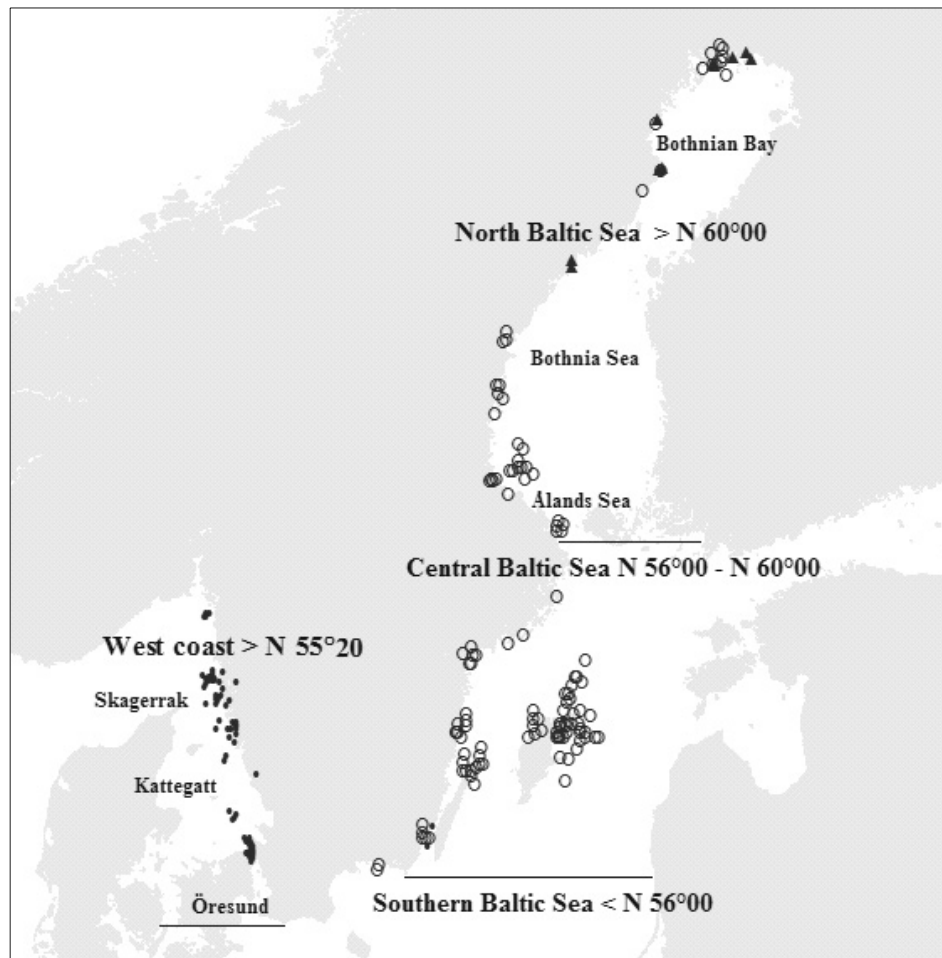 Bothnian Bay
North Baltic Sea > N 60°00
Bothnia Sea
Ålands Sea
Central Baltic Sea N 56°00 - N 60°00
West coast > N 55°20
Skagerrak
Kattegatt
Öresund
Southern Baltic Sea < N 56°00